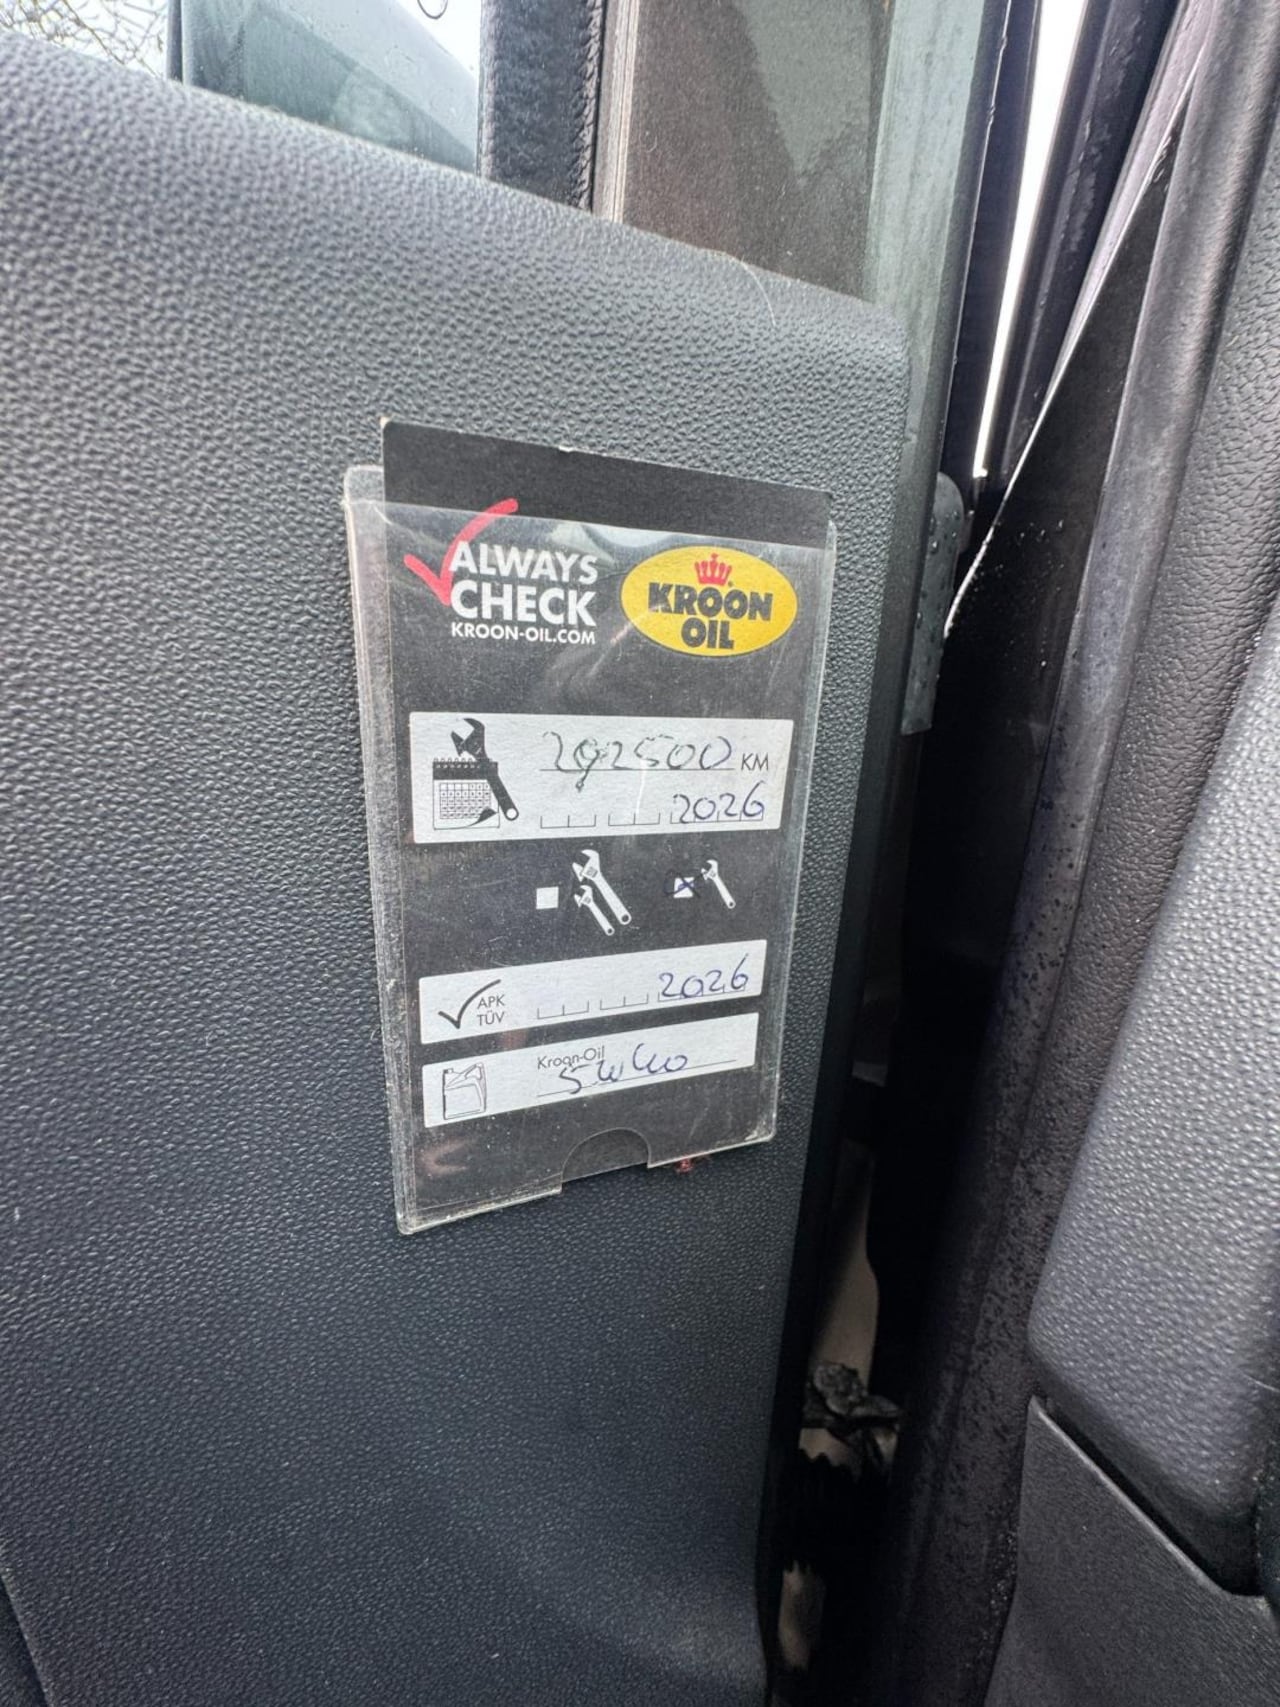 ALWAYS
CHECK
KROON-OIL.COM
KROON
OIL
292500 KM
2026
APK
TÜV
2026
Kroon-Oil
5W40